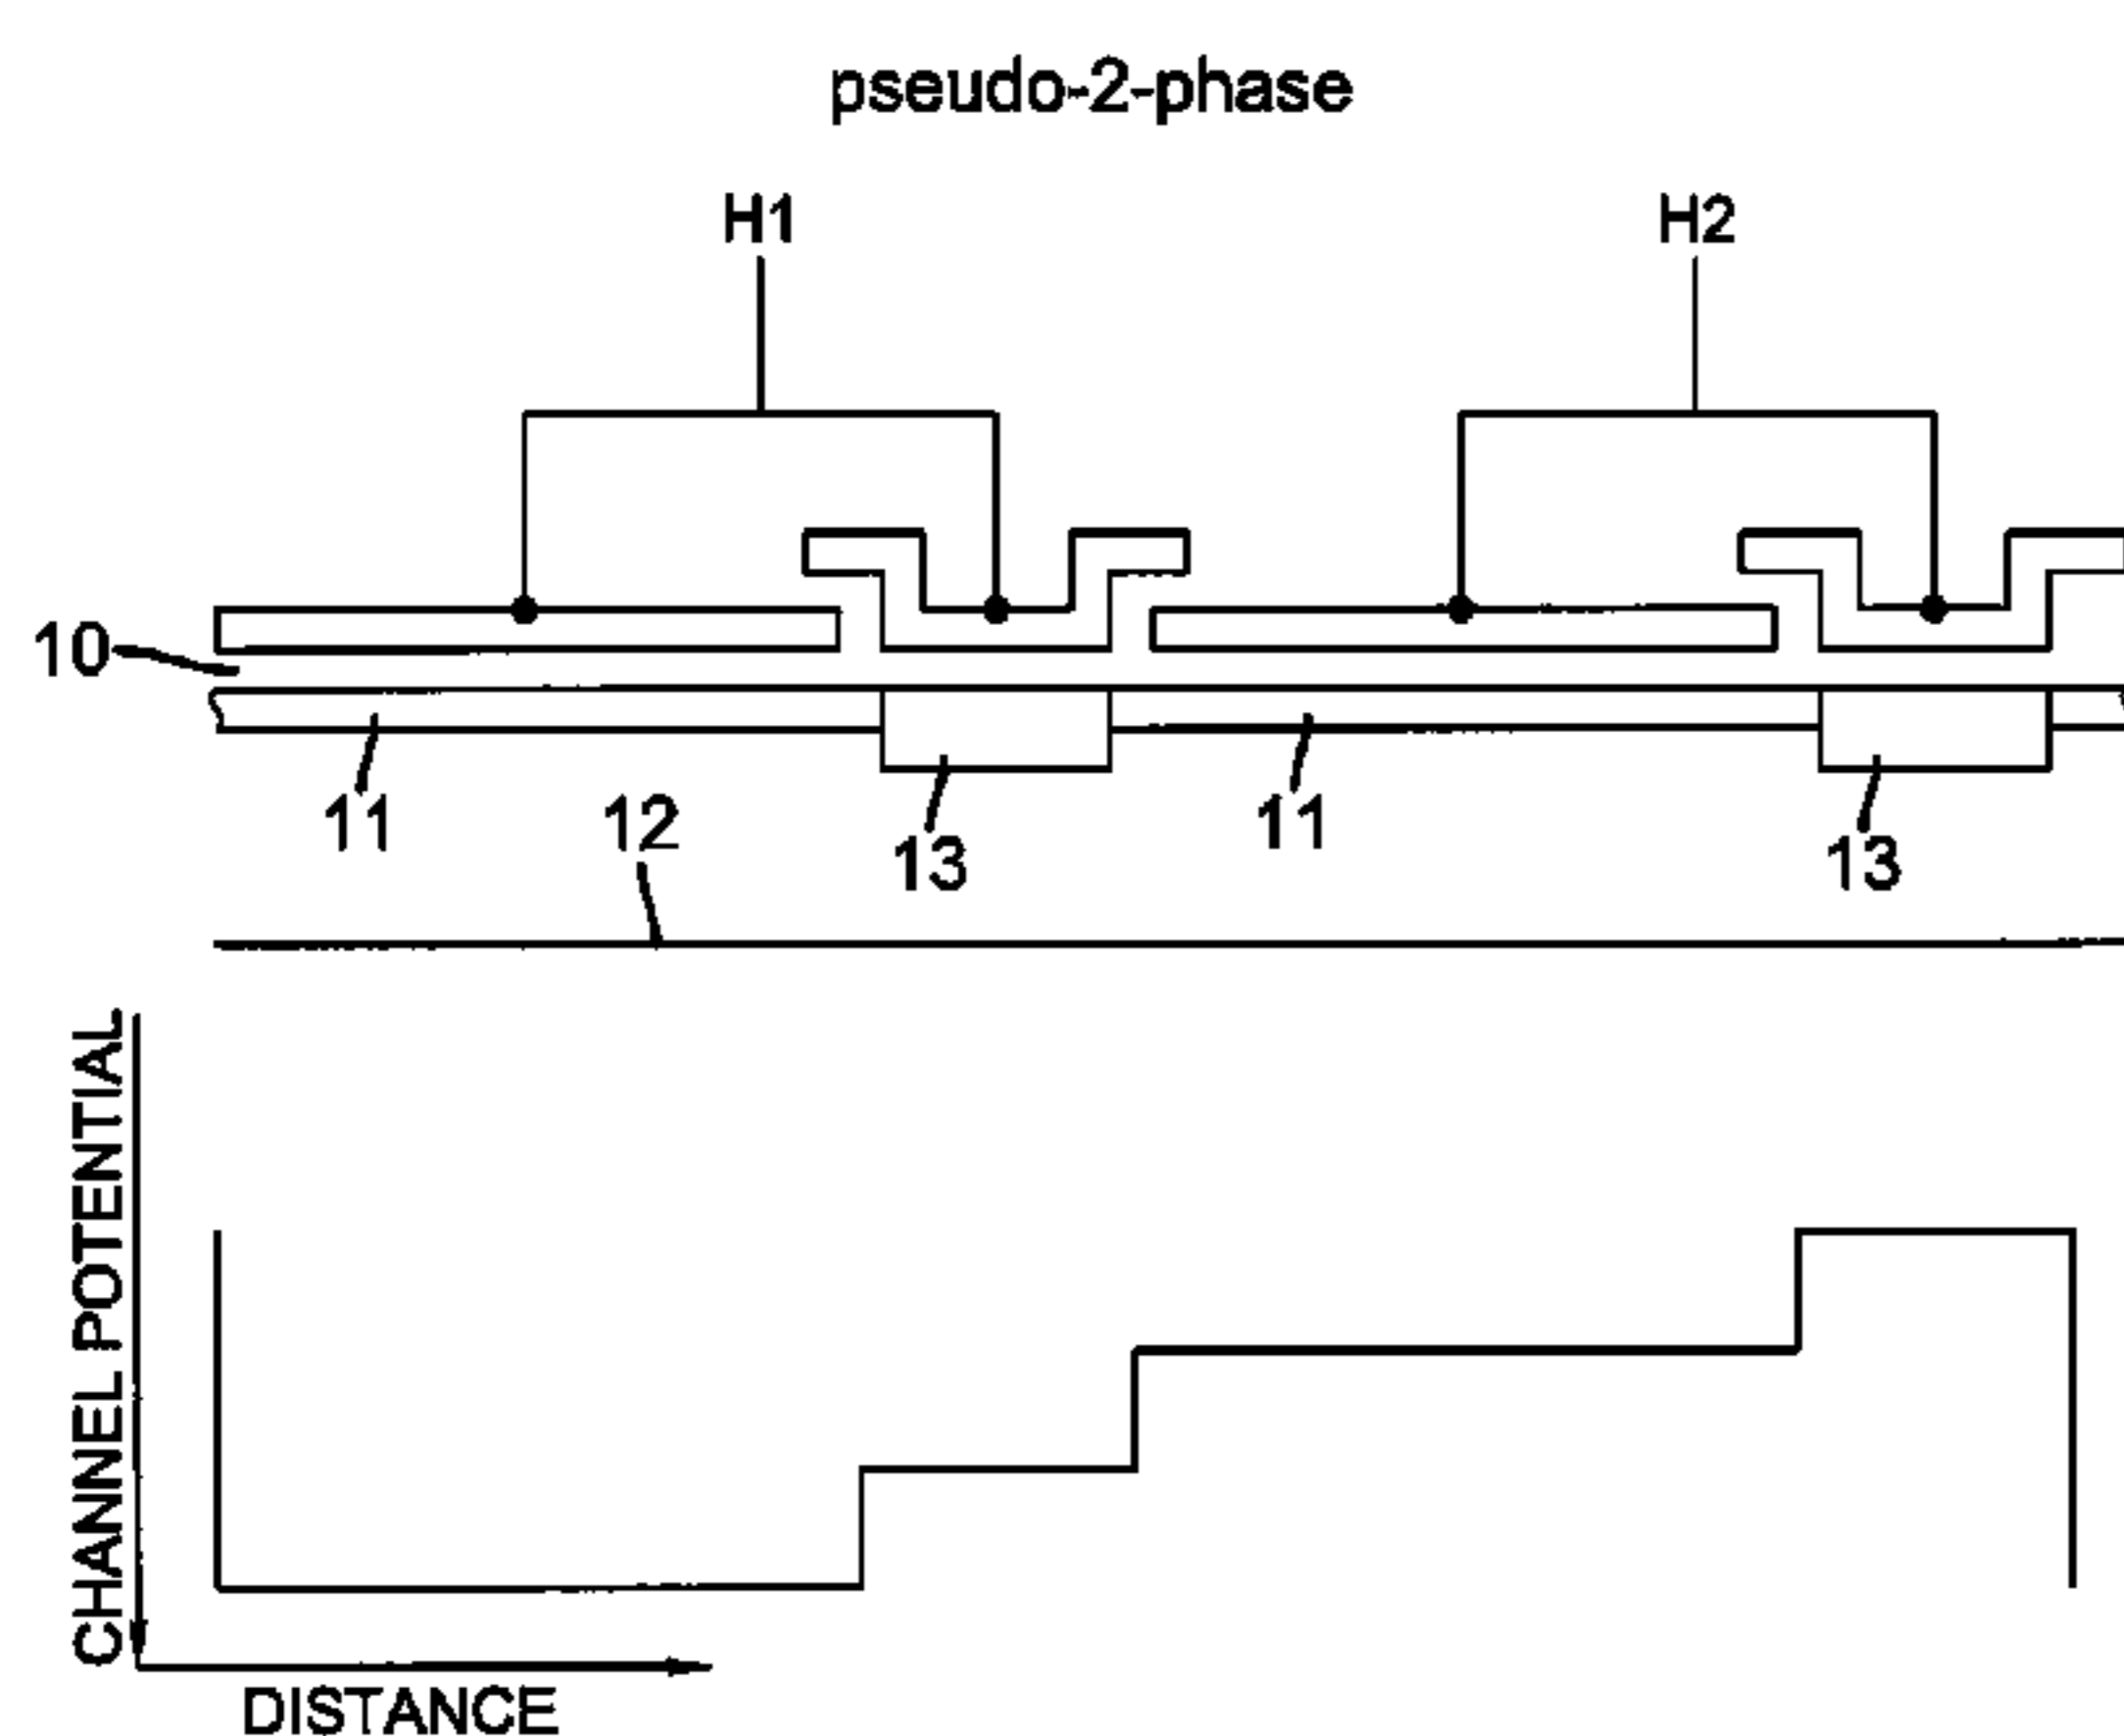 pseudo-2-phase
H1 H2
10
11 12 13 11 13
CHANNEL POTENTIAL
DISTANCE